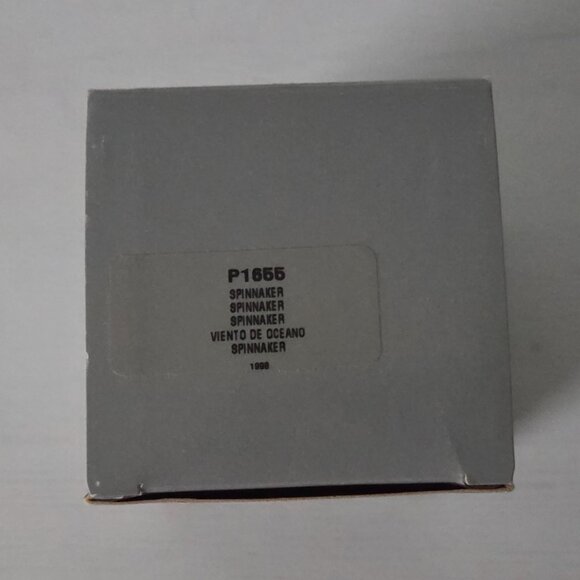 P1655
SPINNAKER
SPINNAKER
SPINNAKER
VIENTO DE OCEANO
SPINNAKER
1998